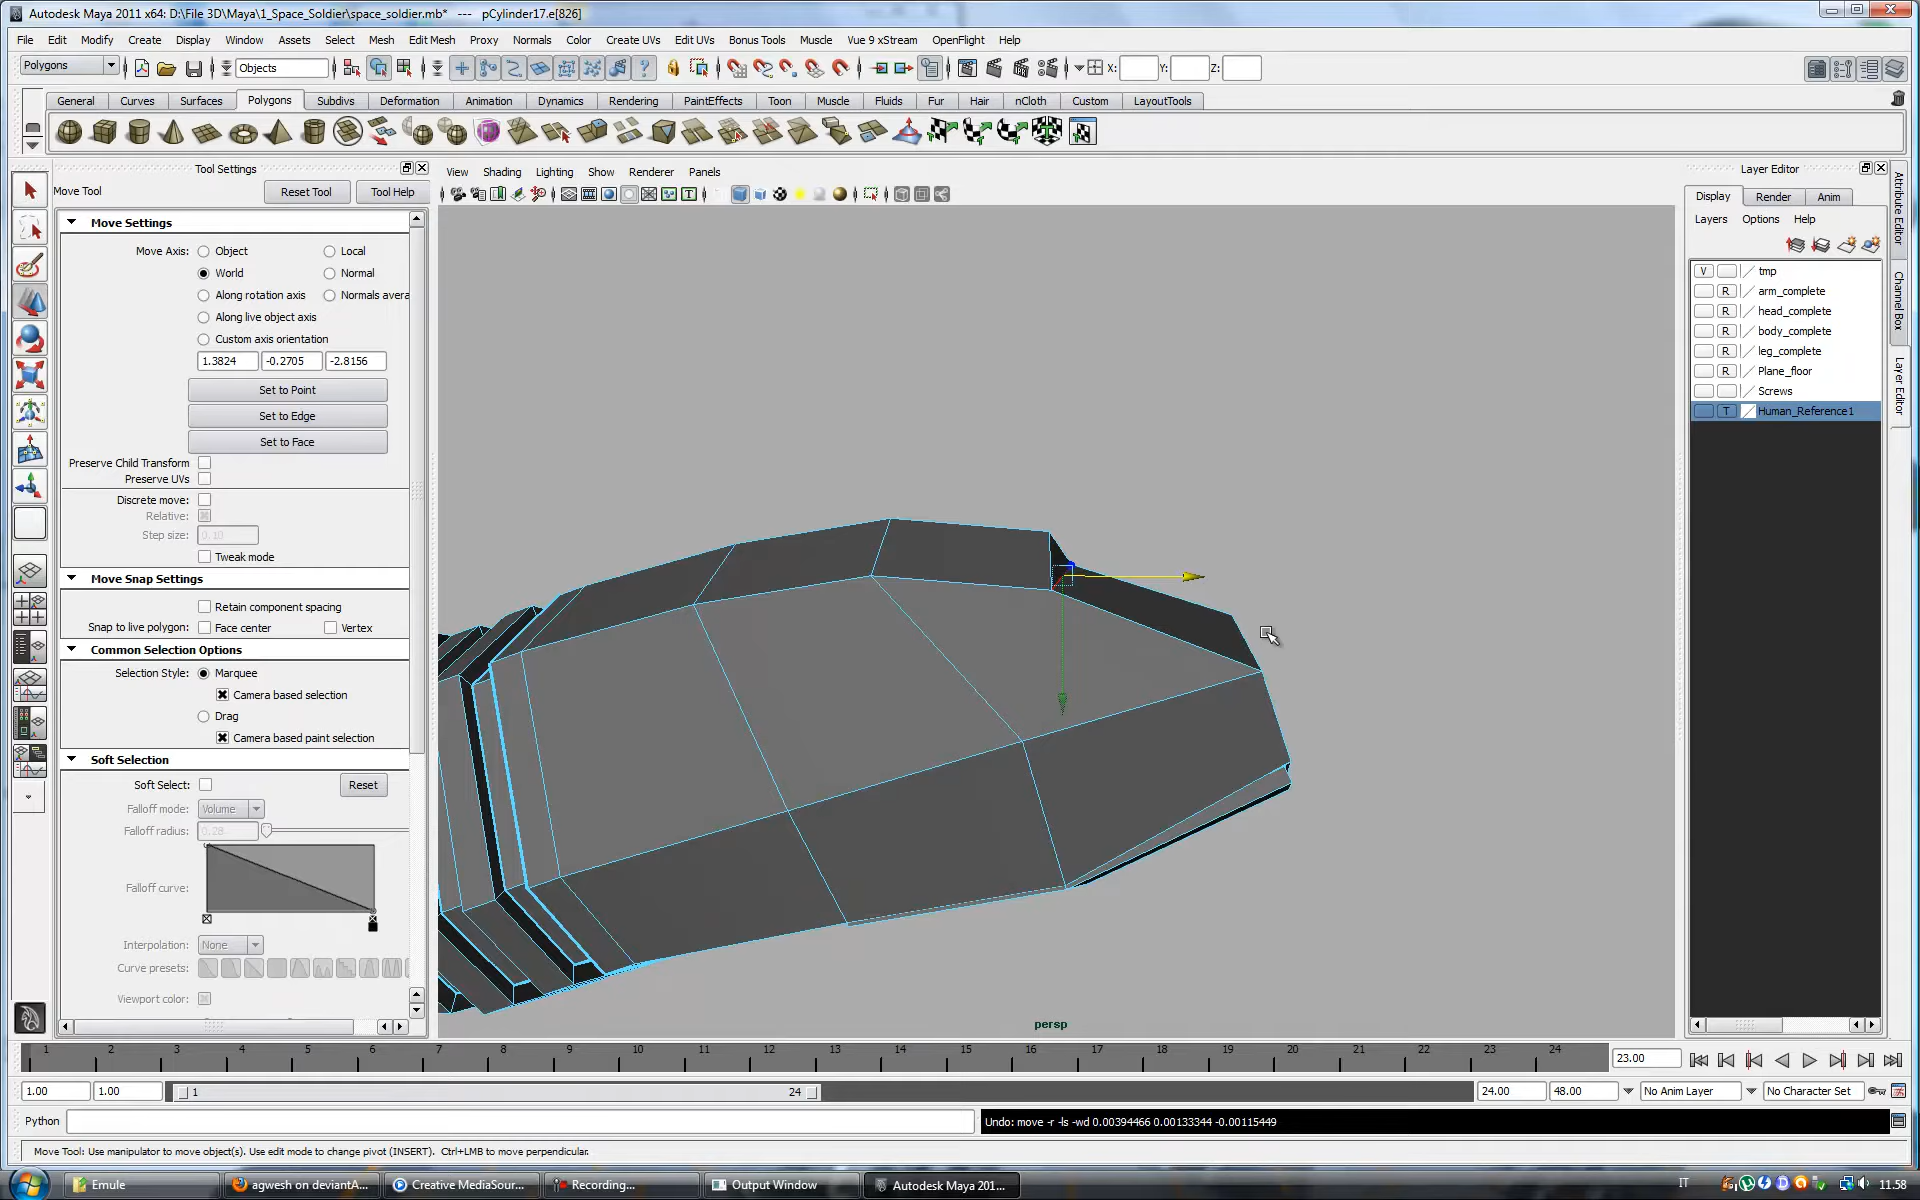 Autodesk Maya 2011 x64: D:\File 3D\Maya\1_Space_Soldier\space_soldier.mb* --- pCylinder17.e[826]
File Edit Modify Create Display Window Assets Select Mesh Edit Mesh Proxy Normals Color Create UVs Edit UVs Bonus Tools Muscle Vue 9 xStream OpenFlight Help
Polygons Objects X: Y: Z:
General Curves Surfaces Polygons Subdivs Deformation Animation Dynamics Rendering PaintEffects Toon Muscle Fluids Fur Hair nCloth Custom LayoutTools
Tool Settings
Move Tool Reset Tool Tool Help
Move Settings
Move Axis: Object Local
World Normal
Along rotation axis Normals avera
Along live object axis
Custom axis orientation
1.3824 -0.2705 -2.8156
Set to Point
Set to Edge
Set to Face
Preserve Child Transform
Preserve UVs
Discrete move:
Relative:
Step size: 0.10
Tweak mode
Move Snap Settings
Retain component spacing
Snap to live polygon: Face center Vertex
Common Selection Options
Selection Style: Marquee
Camera based selection
Drag
Camera based paint selection
Soft Selection
Soft Select: Reset
Falloff mode: Volume
Falloff radius: 0.28
Falloff curve:
Interpolation: None
Curve presets:
Viewport color:
View Shading Lighting Show Renderer Panels
persp
Layer Editor
Display Render Anim
Layers Options Help
V tmp
R arm_complete
R head_complete
R body_complete
R leg_complete
R Plane_floor
Screws
T Human_Reference1
Attribute Editor
Channel Box
Layer Editor
1 2 3 4 5 6 7 8 9 10 11 12 13 14 15 16 17 18 19 20 21 22 23 24 23.00
1.00 1.00 1 24 24.00 48.00 No Anim Layer No Character Set
Python Undo: move -r -ls -wd 0.00394466 0.00133344 -0.00115449
Move Tool: Use manipulator to move object(s). Use edit mode to change pivot (INSERT). Ctrl+LMB to move perpendicular.
Emule agwesh on deviantA... Creative MediaSour... Recording... Output Window Autodesk Maya 201... IT 11.58